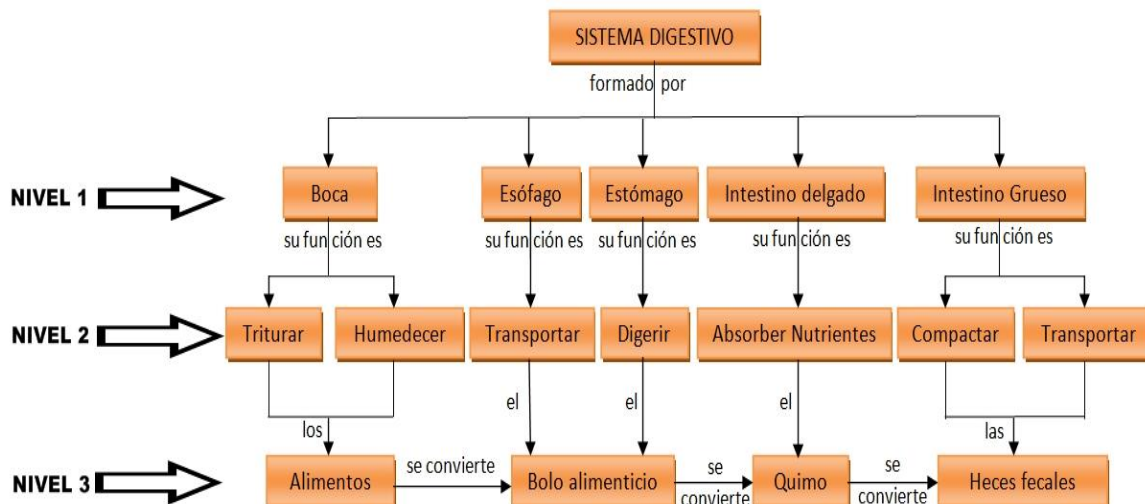 SISTEMA DIGESTIVO
formado por
NIVEL 1
Boca
Esófago
Estómago
Intestino delgado
Intestino Grueso
su función es
su función es
su función es
su función es
su función es
NIVEL 2
Triturar
Humedecer
Transportar
Digerir
Absorber Nutrientes
Compactar
Transportar
los
el
el
el
las
NIVEL 3
Alimentos
se convierte
Bolo alimenticio
se
convierte
Quimo
se
convierte
Heces fecales